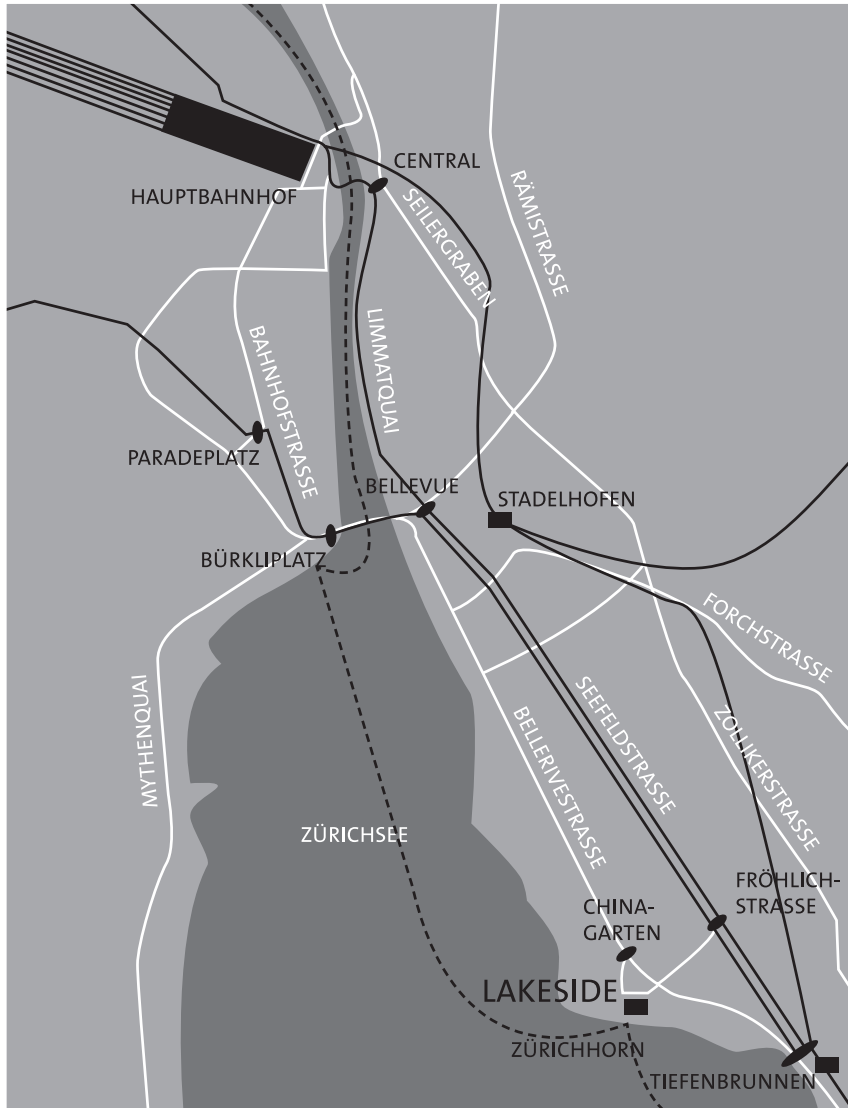 CENTRAL
HAUPTBAHNHOF
SEILERGRABEN
RÄMISTRASSE
BAHNHOFSTRASSE
LIMMATQUAI
PARADEPLATZ
BELLEVUE
STADELHOFEN
BÜRKLIPLATZ
FORCHSTRASSE
MYTHENQUAI
BELLERIVESTRASSE
SEEFELDSTRASSE
ZOLLIKERSTRASSE
ZÜRICHSEE
FRÖHLICH-
STRASSE
CHINA-
GARTEN
LAKESIDE
ZÜRICHHORN
TIEFENBRUNNEN